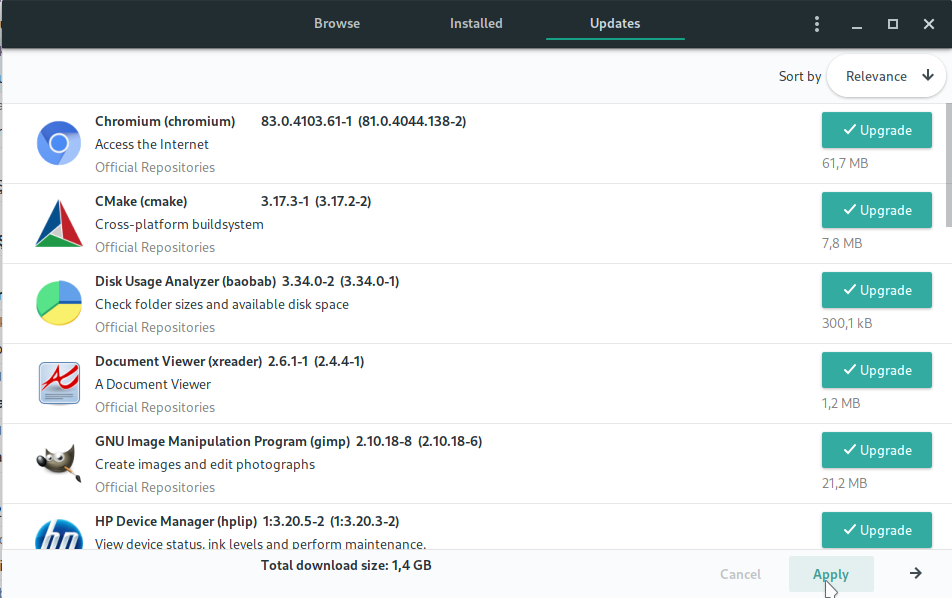 Browse Installed Updates
Sort by Relevance
Chromium (chromium) 83.0.4103.61-1 (81.0.4044.138-2)
Upgrade
Access the Internet
61,7 MB
Official Repositories
CMake (cmake) 3.17.3-1 (3.17.2-2)
Upgrade
Cross-platform buildsystem
7,8 MB
Official Repositories
Disk Usage Analyzer (baobab) 3.34.0-2 (3.34.0-1)
Upgrade
Check folder sizes and available disk space
300,1 kB
Official Repositories
Document Viewer (xreader) 2.6.1-1 (2.4.4-1)
Upgrade
A Document Viewer
1,2 MB
Official Repositories
GNU Image Manipulation Program (gimp) 2.10.18-8 (2.10.18-6)
Upgrade
Create images and edit photographs
21,2 MB
Official Repositories
HP Device Manager (hplip) 1:3.20.5-2 (1:3.20.3-2)
Upgrade
View device status, ink levels and perform maintenance.
Total download size: 1,4 GB
Cancel Apply